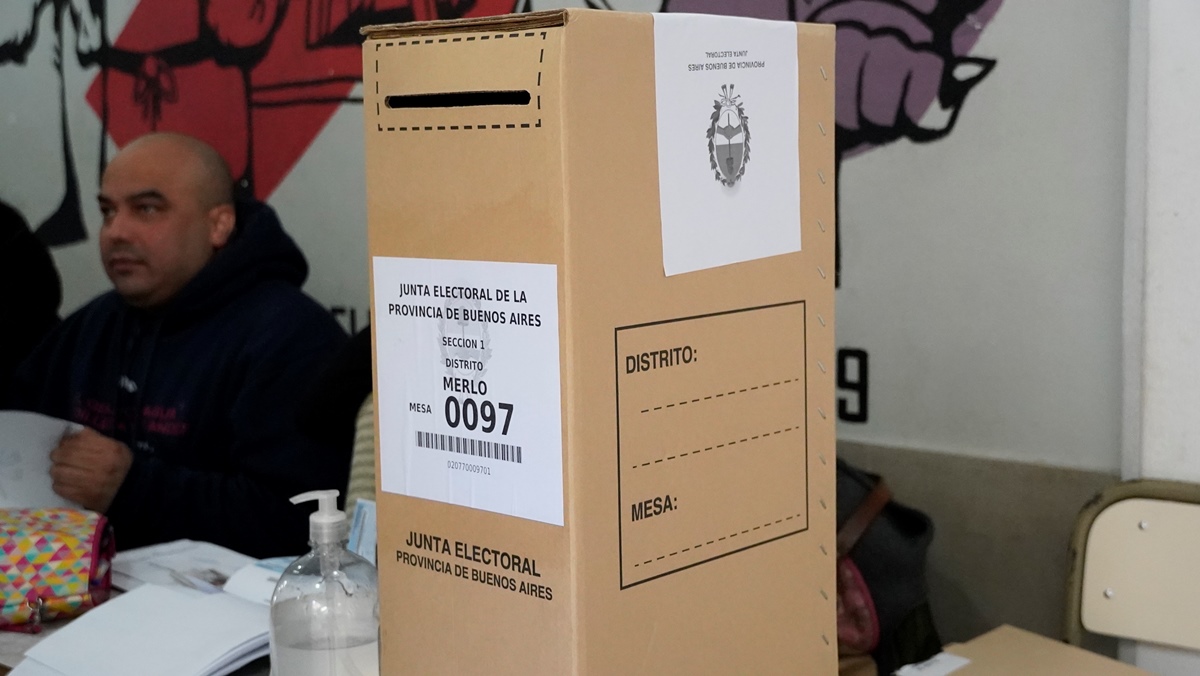 PROVINCIA DE BUENOS AIRES
JUNTA ELECTORAL
JUNTA ELECTORAL DE LA
PROVINCIA DE BUENOS AIRES
SECCION 1
DISTRITO
MERLO
MESA 0097
020770009701
JUNTA ELECTORAL
PROVINCIA DE BUENOS AIRES
DISTRITO:
MESA:
9